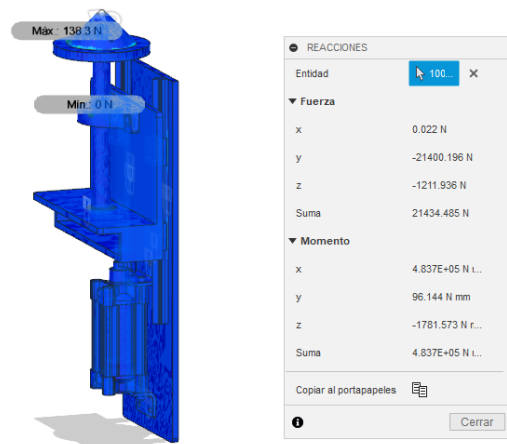 Máx.: 138.3 N
Mín.: 0 N
REACCIONES
Entidad 100...
Fuerza
x 0.022 N
y -21400.196 N
z -1211.936 N
Suma 21434.485 N
Momento
x 4.837E+05 N ı...
y 96.144 N mm
z -1781.573 N r...
Suma 4.837E+05 N ı...
Copiar al portapapeles
Cerrar